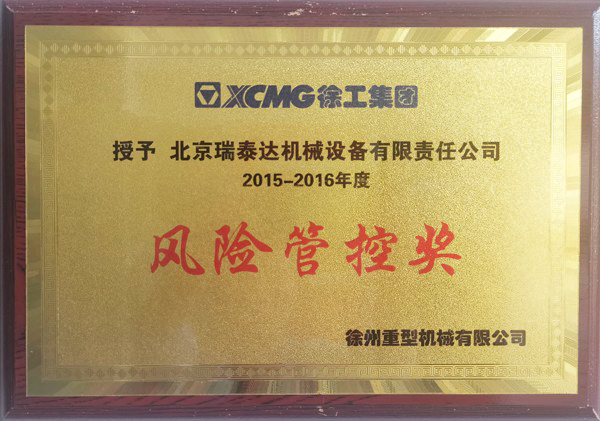 XCMG徐工集团
授予 北京瑞泰达机械设备有限责任公司
2015-2016年度
风险管控奖
徐州重型机械有限公司